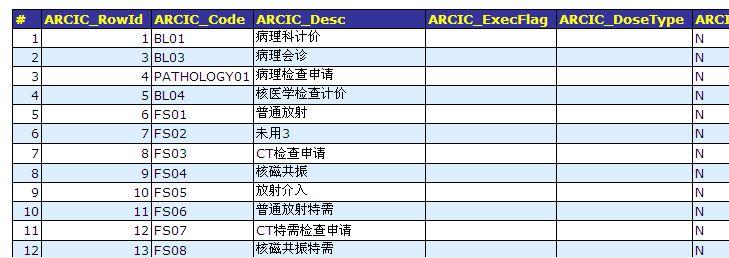 # ARCIC_RowId ARCIC_Code ARCIC_Desc ARCIC_ExecFlag ARCIC_DoseType ARCI
1 1 BL01 病理科计价 N
2 3 BL03 病理会诊 N
3 4 PATHOLOGY01 病理检查申请 N
4 5 BL04 核医学检查计价 N
5 6 FS01 普通放射 N
6 7 FS02 未用3 N
7 8 FS03 CT检查申请 N
8 9 FS04 核磁共振 N
9 10 FS05 放射介入 N
10 11 FS06 普通放射特需 N
11 12 FS07 CT特需检查申请 N
12 13 FS08 核磁共振特需 N